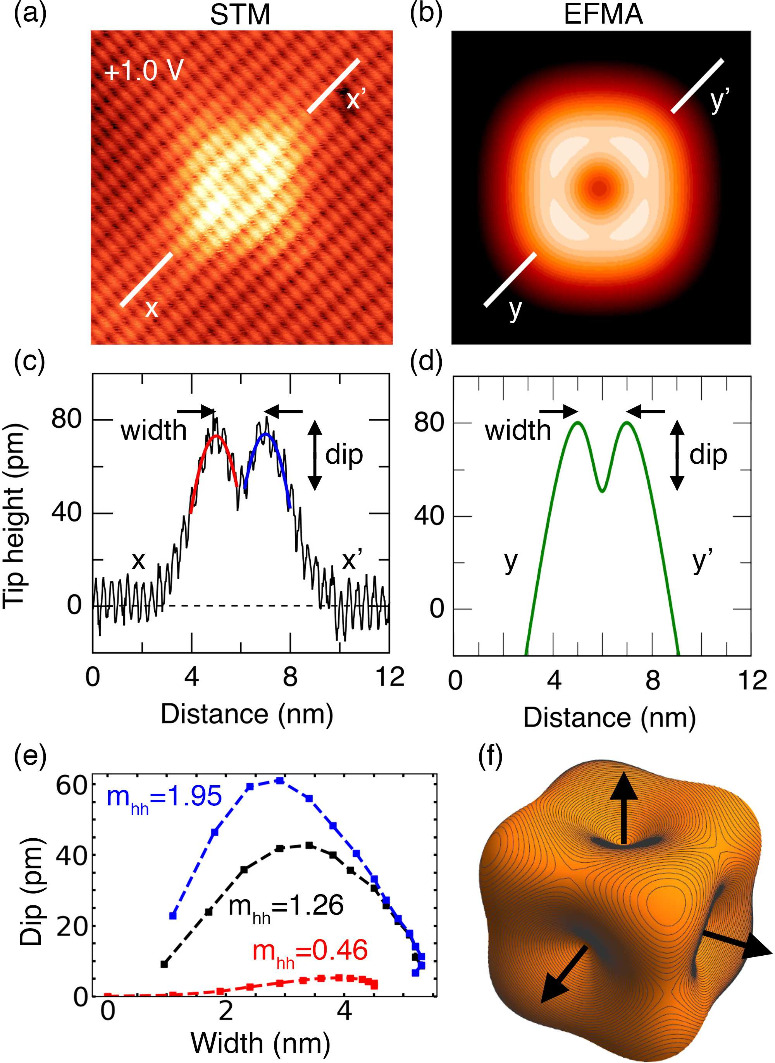 (a) STM (b) EFMA
+1.0 V
x' y'
x y
(c) (d)
80 80
width width
dip dip
40 40
x x' y y'
0 0
Tip height (pm)
0 4 8 12 0 4 8 12
Distance (nm) Distance (nm)
(e) (f)
60
m_hh=1.95
40
m_hh=1.26
20
m_hh=0.46
0
Dip (pm)
0 2 4
Width (nm)